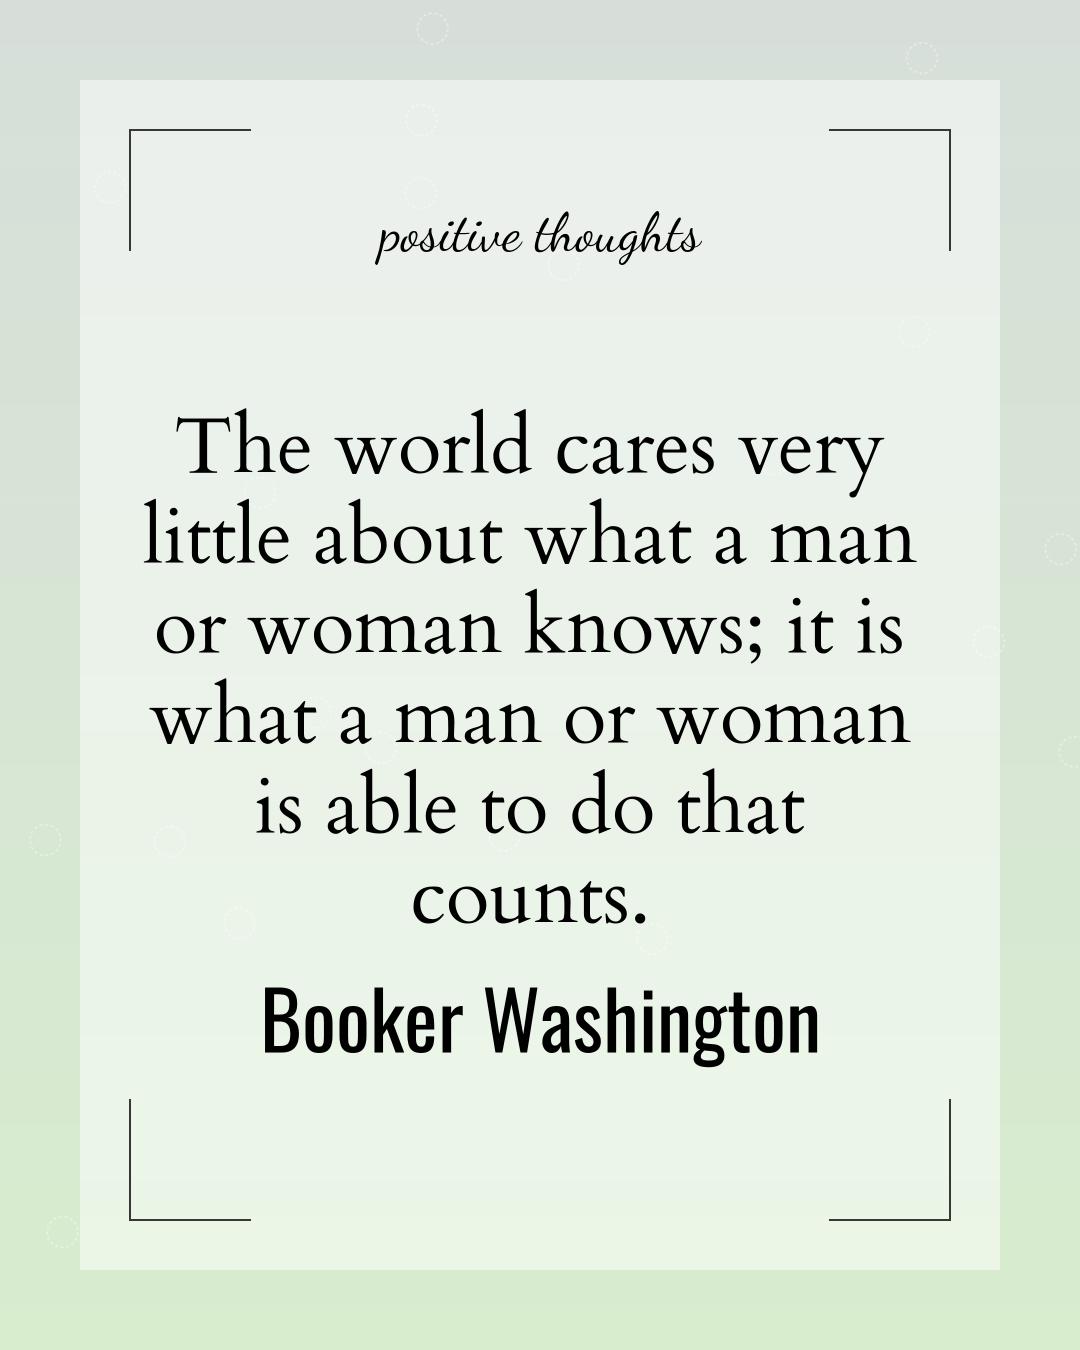 positive thoughts
The world cares very
little about what a man
or woman knows; it is
what a man or woman
is able to do that
counts.
Booker Washington